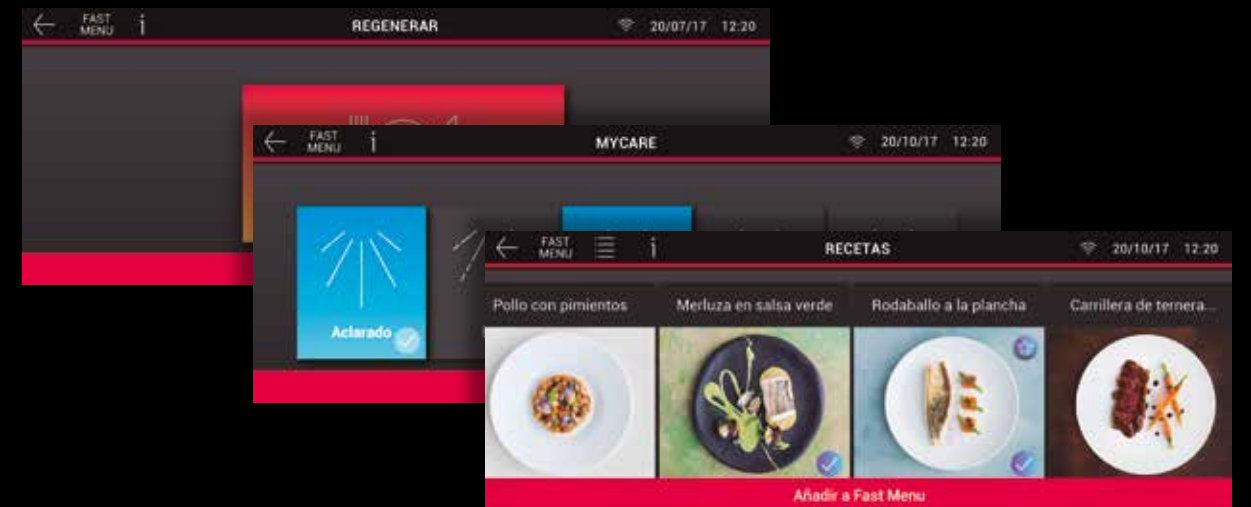 FAST MENU i REGENERAR 20/07/17 12:20
FAST MENU i MYCARE 20/10/17 12:20
Aclarado
FAST MENU i RECETAS 20/10/17 12:20
Pollo con pimientos Merluza en salsa verde Rodaballo a la plancha Carrillera de ternera...
Añadir a Fast Menu